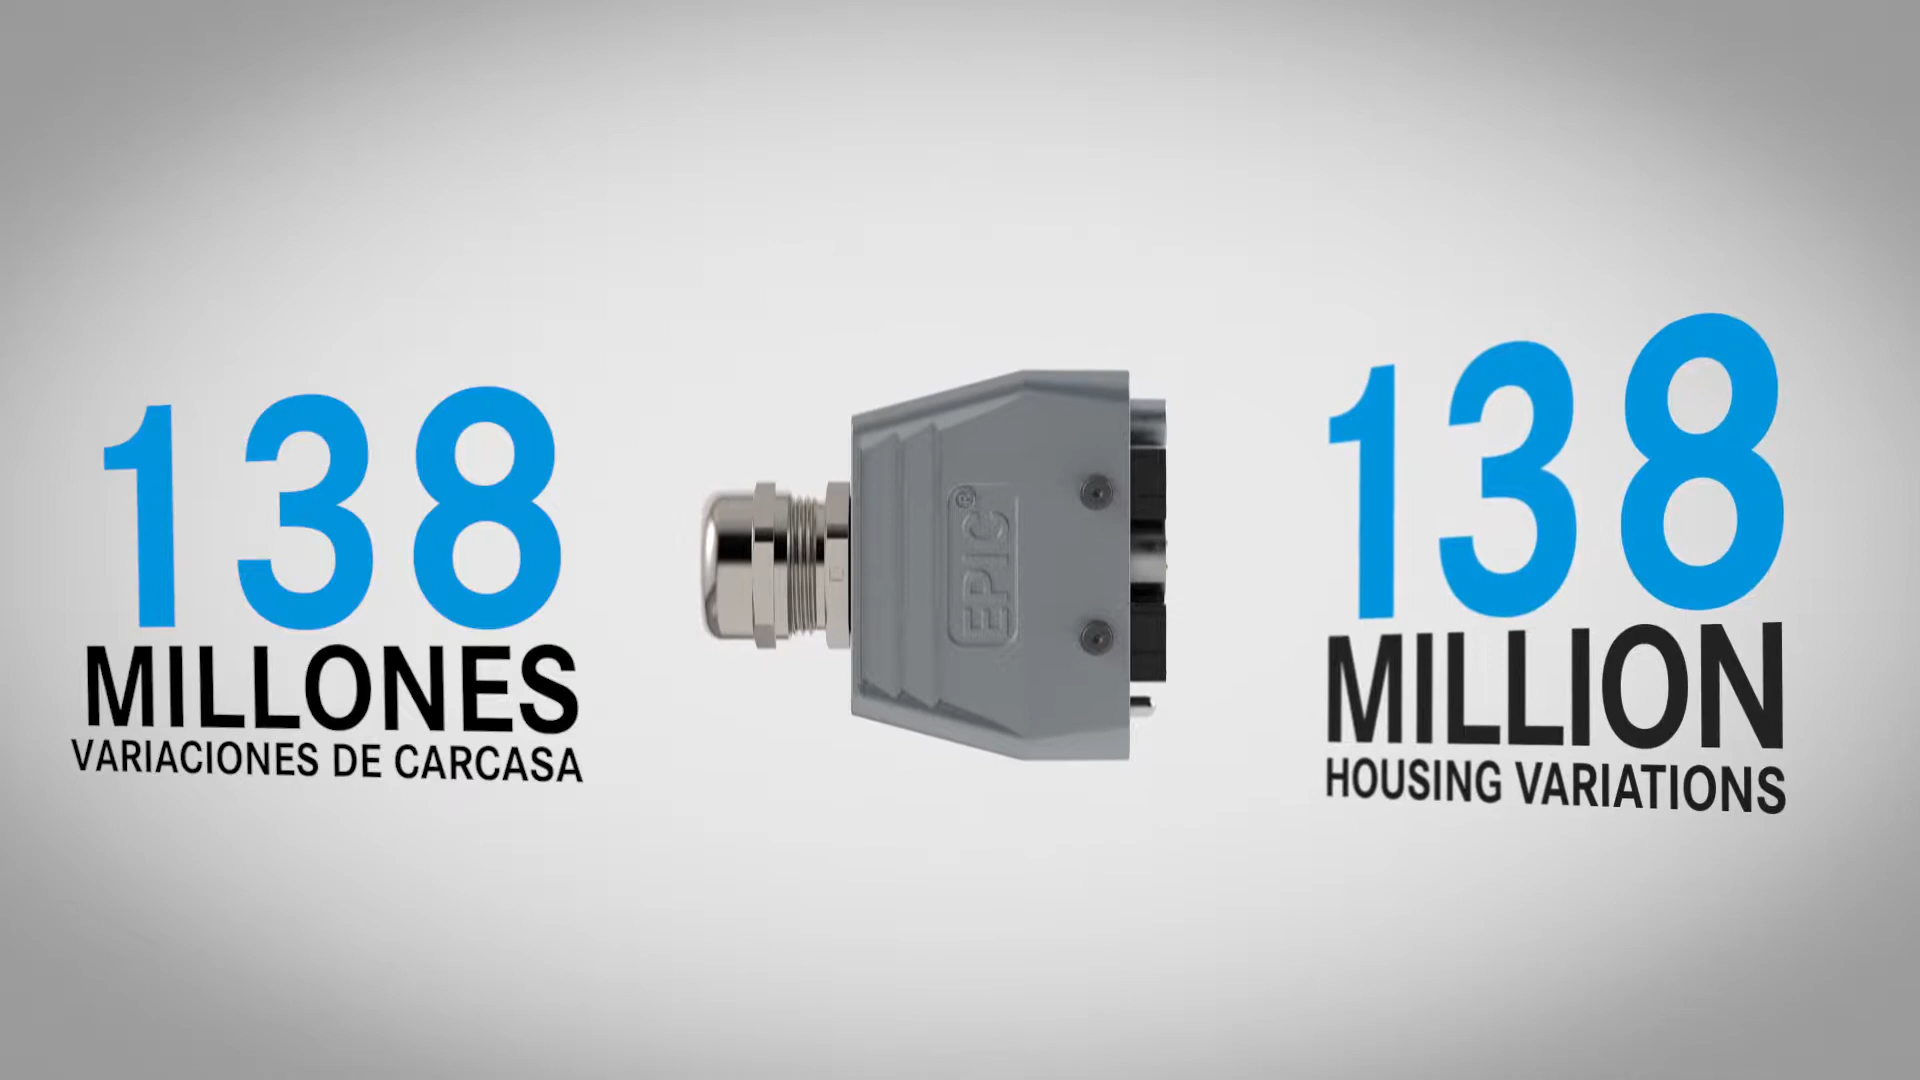 138
MILLONES
VARIACIONES DE CARCASA
EPIC®
138
MILLION
HOUSING VARIATIONS